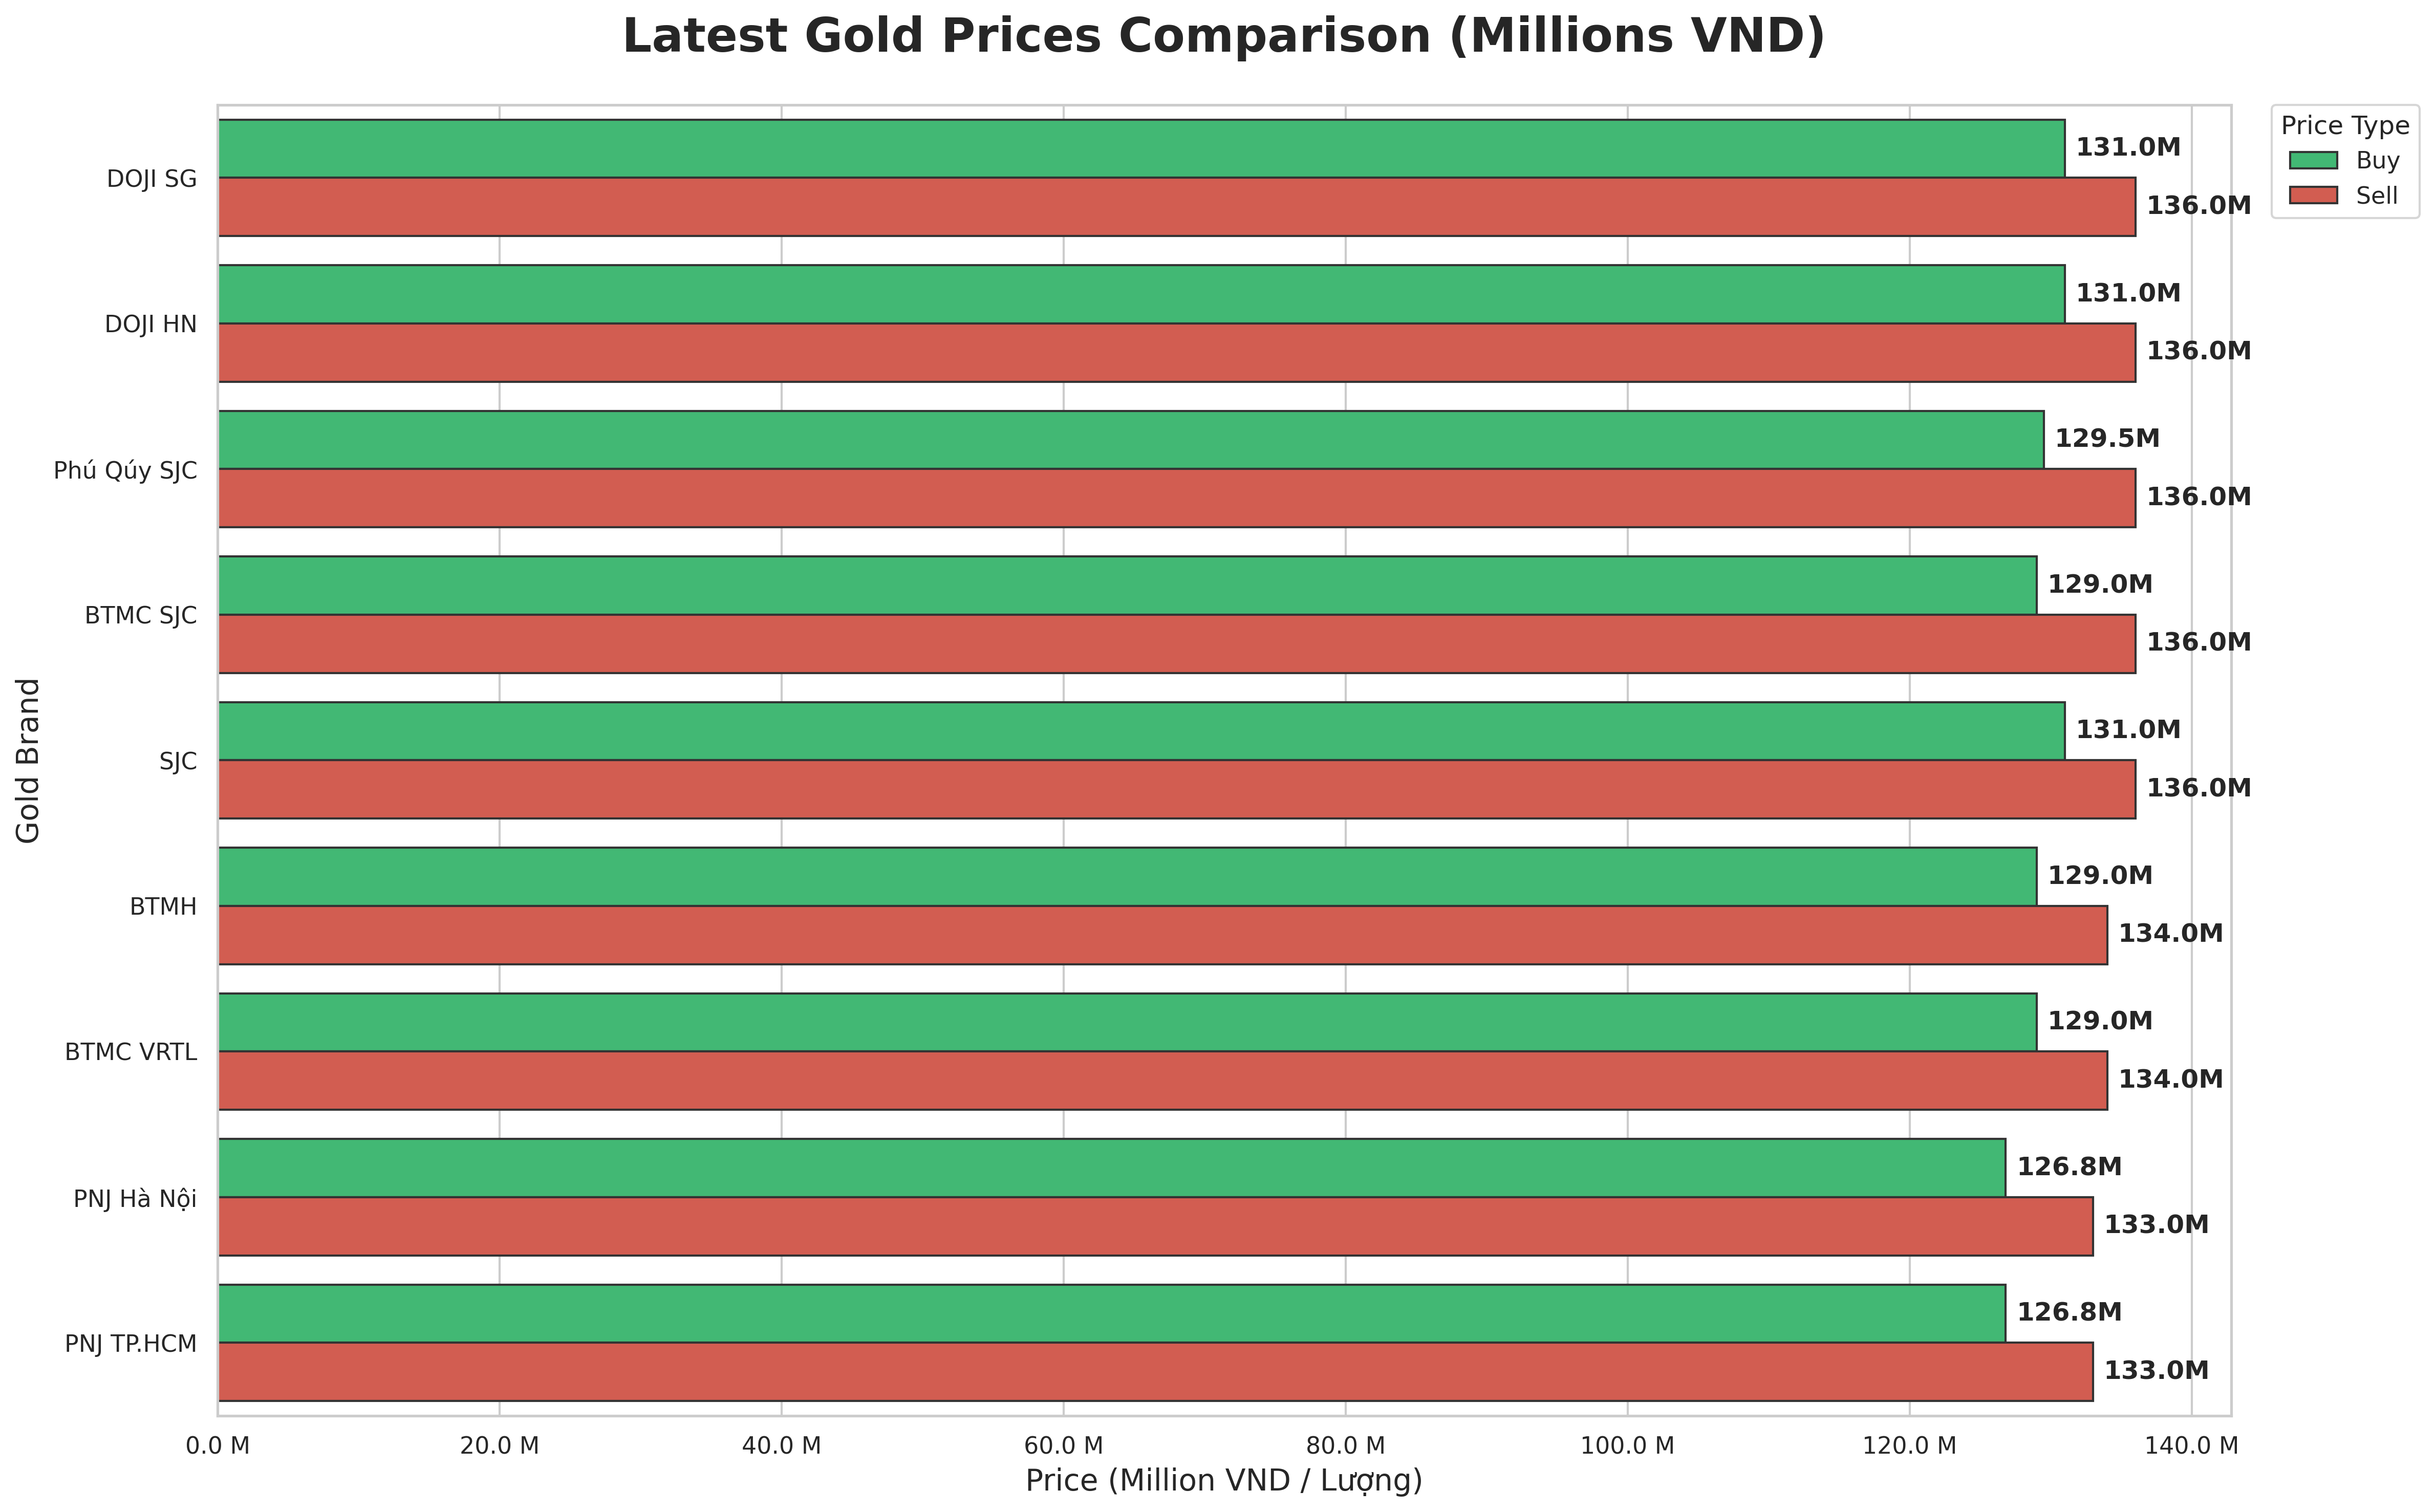 Latest Gold Prices Comparison (Millions VND)
Price Type
Buy
Sell
Gold Brand
DOJI SG
131.0M
136.0M
DOJI HN
131.0M
136.0M
Phú Qúy SJC
129.5M
136.0M
BTMC SJC
129.0M
136.0M
SJC
131.0M
136.0M
BTMH
129.0M
134.0M
BTMC VRTL
129.0M
134.0M
PNJ Hà Nội
126.8M
133.0M
PNJ TP.HCM
126.8M
133.0M
0.0 M 20.0 M 40.0 M 60.0 M 80.0 M 100.0 M 120.0 M 140.0 M
Price (Million VND / Lượng)